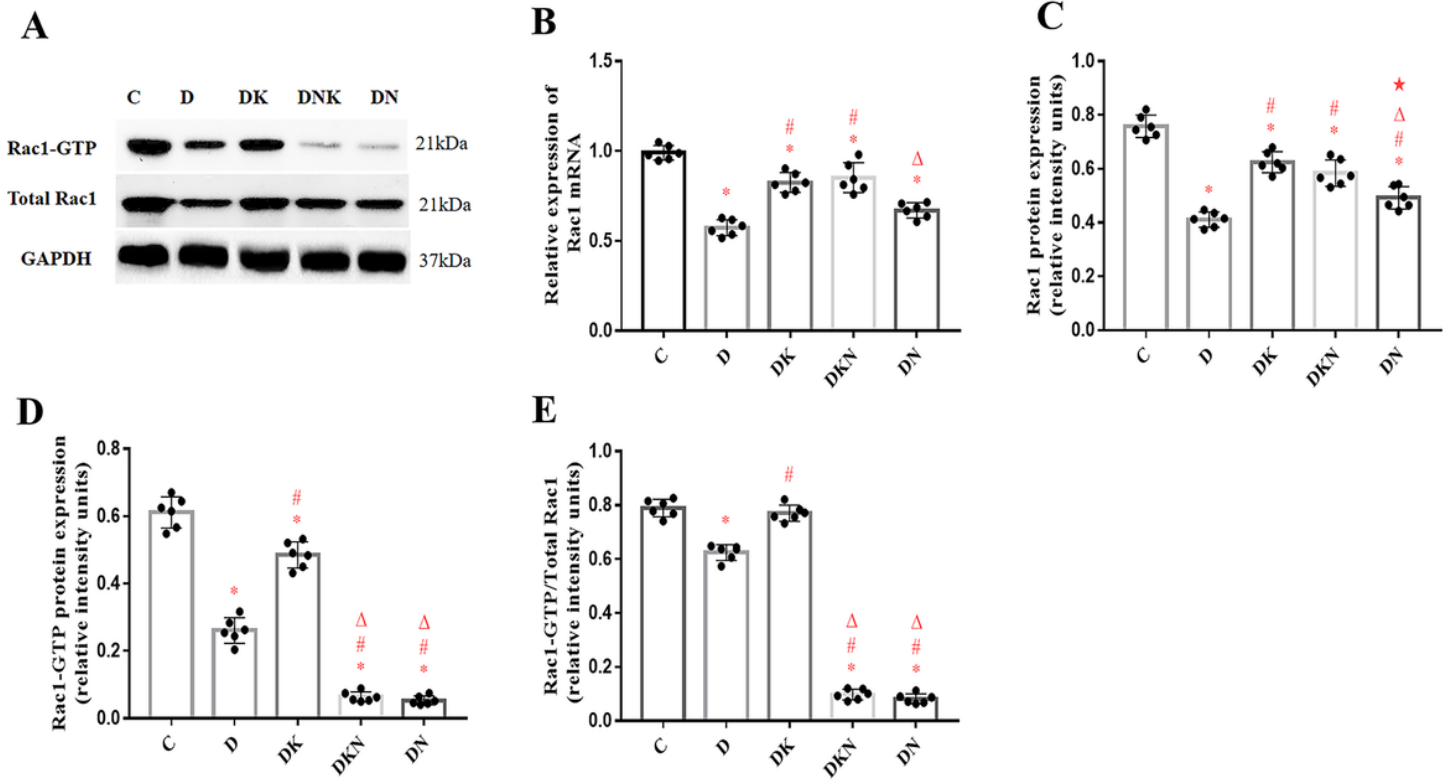 A
C D DK DNK DN
Rac1-GTP 21kDa
Total Rac1 21kDa
GAPDH 37kDa
B
Relative expression of
Rac1 mRNA
1.5
1.0
0.5
0.0
*
#
*
#
*
Δ
*
C D DK DKN DN
C
Rac1 protein expression
(relative intensity units)
1.0
0.8
0.6
0.4
0.2
0.0
*
#
*
#
*
★
Δ
#
*
C D DK DKN DN
D
Rac1-GTP protein expression
(relative intensity units)
0.8
0.6
0.4
0.2
0.0
*
#
*
Δ
#
*
Δ
#
*
C D DK DKN DN
E
Rac1-GTP/Total Rac1
(relative intensity units)
1.0
0.8
0.6
0.4
0.2
0.0
*
#
Δ
#
*
Δ
#
*
C D DK DKN DN